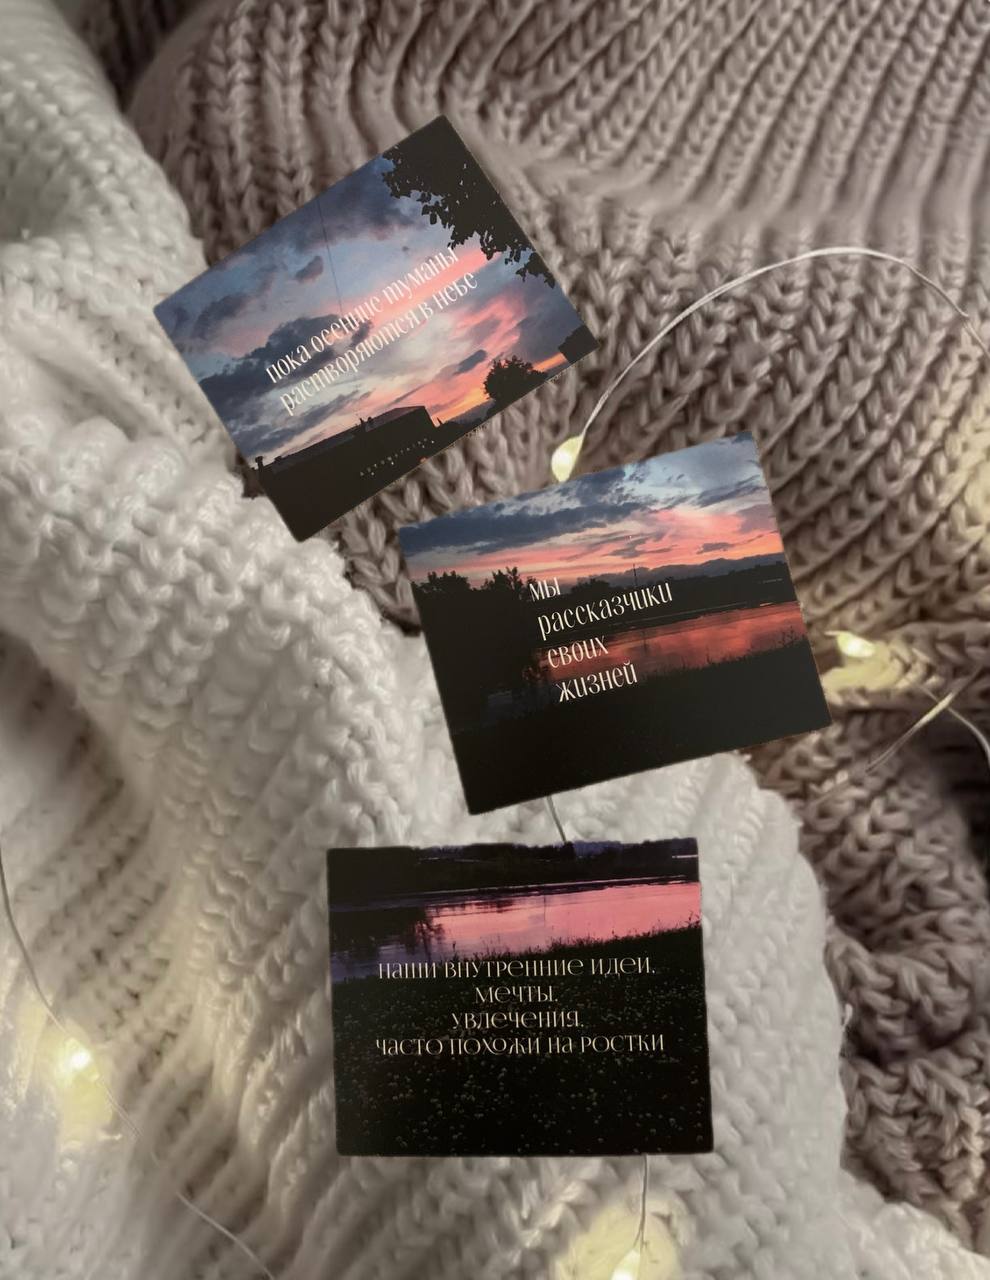 пока осенние туманы
растворяются в небе
мы
рассказчики
своих
жизней
наши внутренние идеи,
мечты,
увлечения,
часто похожи на ростки